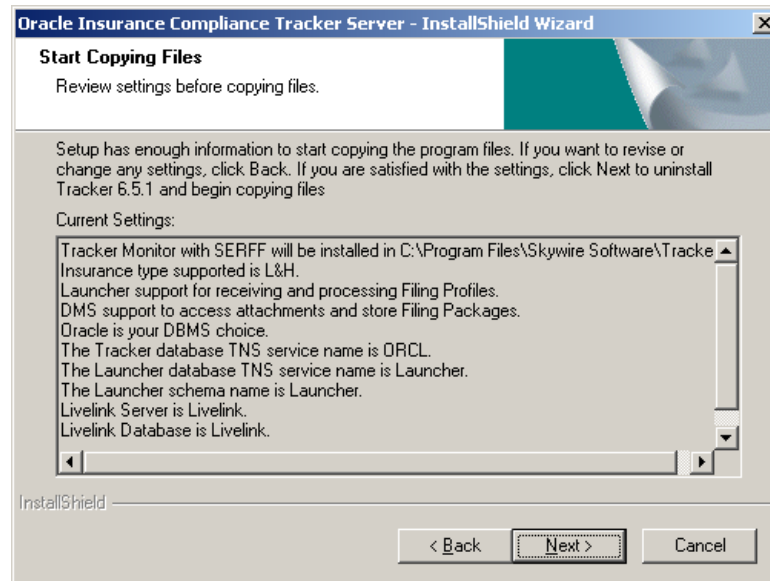 Oracle Insurance Compliance Tracker Server - InstallShield Wizard
Start Copying Files
Review settings before copying files.
Setup has enough information to start copying the program files. If you want to revise or
change any settings, click Back. If you are satisfied with the settings, click Next to uninstall
Tracker 6.5.1 and begin copying files
Current Settings:
Tracker Monitor with SERFF will be installed in C:\Program Files\Skywire Software\Tracke
Insurance type supported is L&H.
Launcher support for receiving and processing Filing Profiles.
DMS support to access attachments and store Filing Packages.
Oracle is your DBMS choice.
The Tracker database TNS service name is ORCL.
The Launcher database TNS service name is Launcher.
The Launcher schema name is Launcher.
Livelink Server is Livelink.
Livelink Database is Livelink.
InstallShield
< Back Next > Cancel